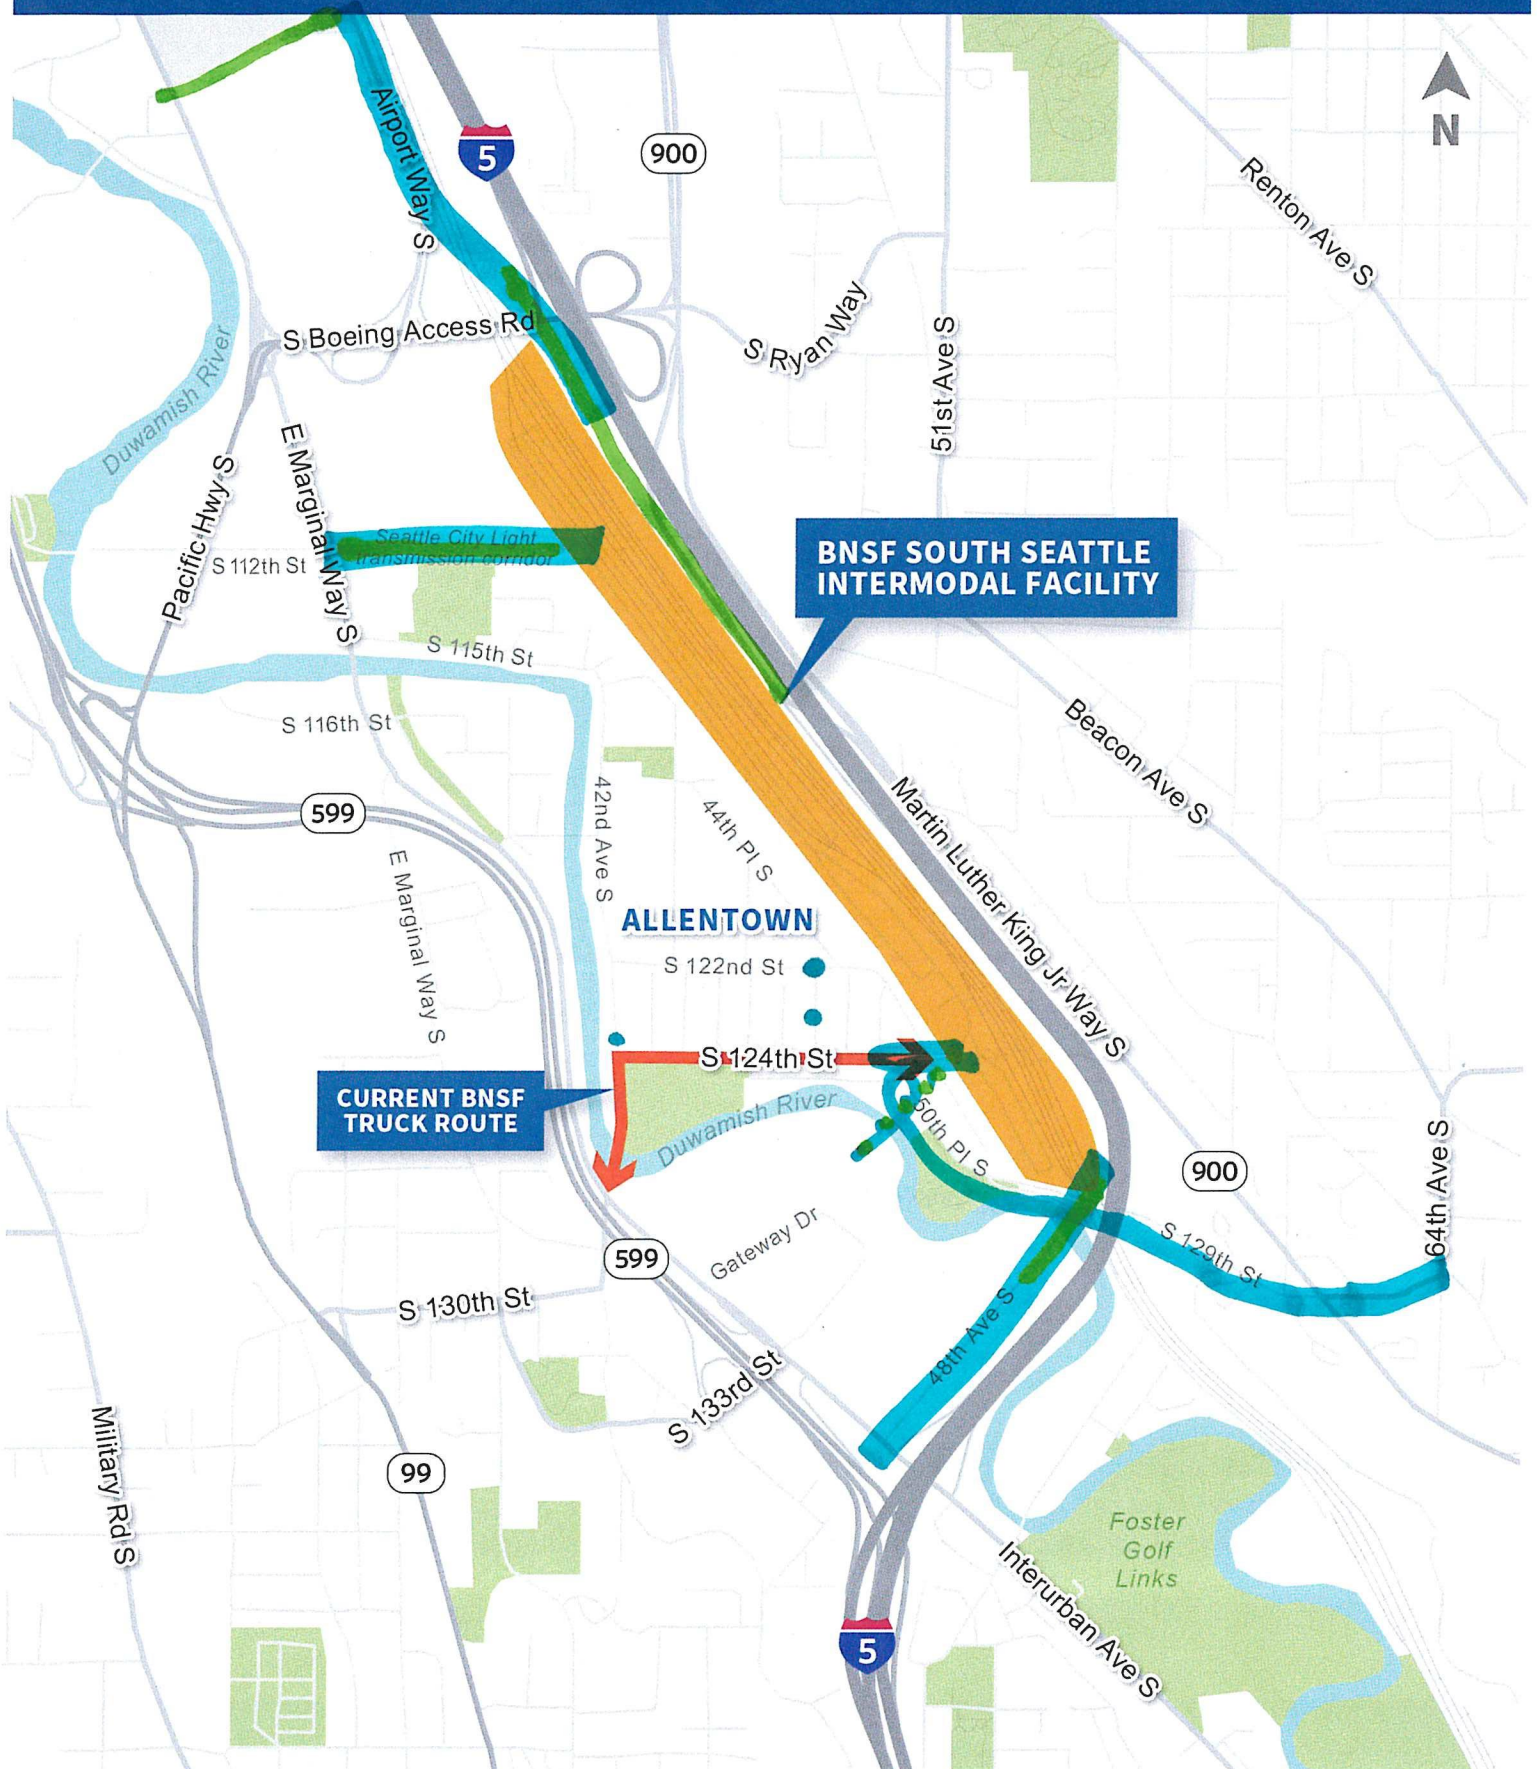 N
Airport Way S
5
900
Renton Ave S
S Boeing Access Rd
S Ryan Way
51st Ave S
Duwamish River
E Marginal Way S
Pacific Hwy S
Seattle City Light
transmission corridor
S 112th St
BNSF SOUTH SEATTLE
INTERMODAL FACILITY
S 115th St
S 116th St
Beacon Ave S
599
42nd Ave S
44th Pl S
Martin Luther King Jr Way S
E Marginal Way S
ALLENTOWN
S 122nd St
S 124th St
CURRENT BNSF
TRUCK ROUTE
Duwamish River
50th Pl S
900
64th Ave S
S 129th St
Gateway Dr
599
S 130th St
48th Ave S
S 133rd St
Military Rd S
99
Foster
Golf
Links
Interurban Ave S
5